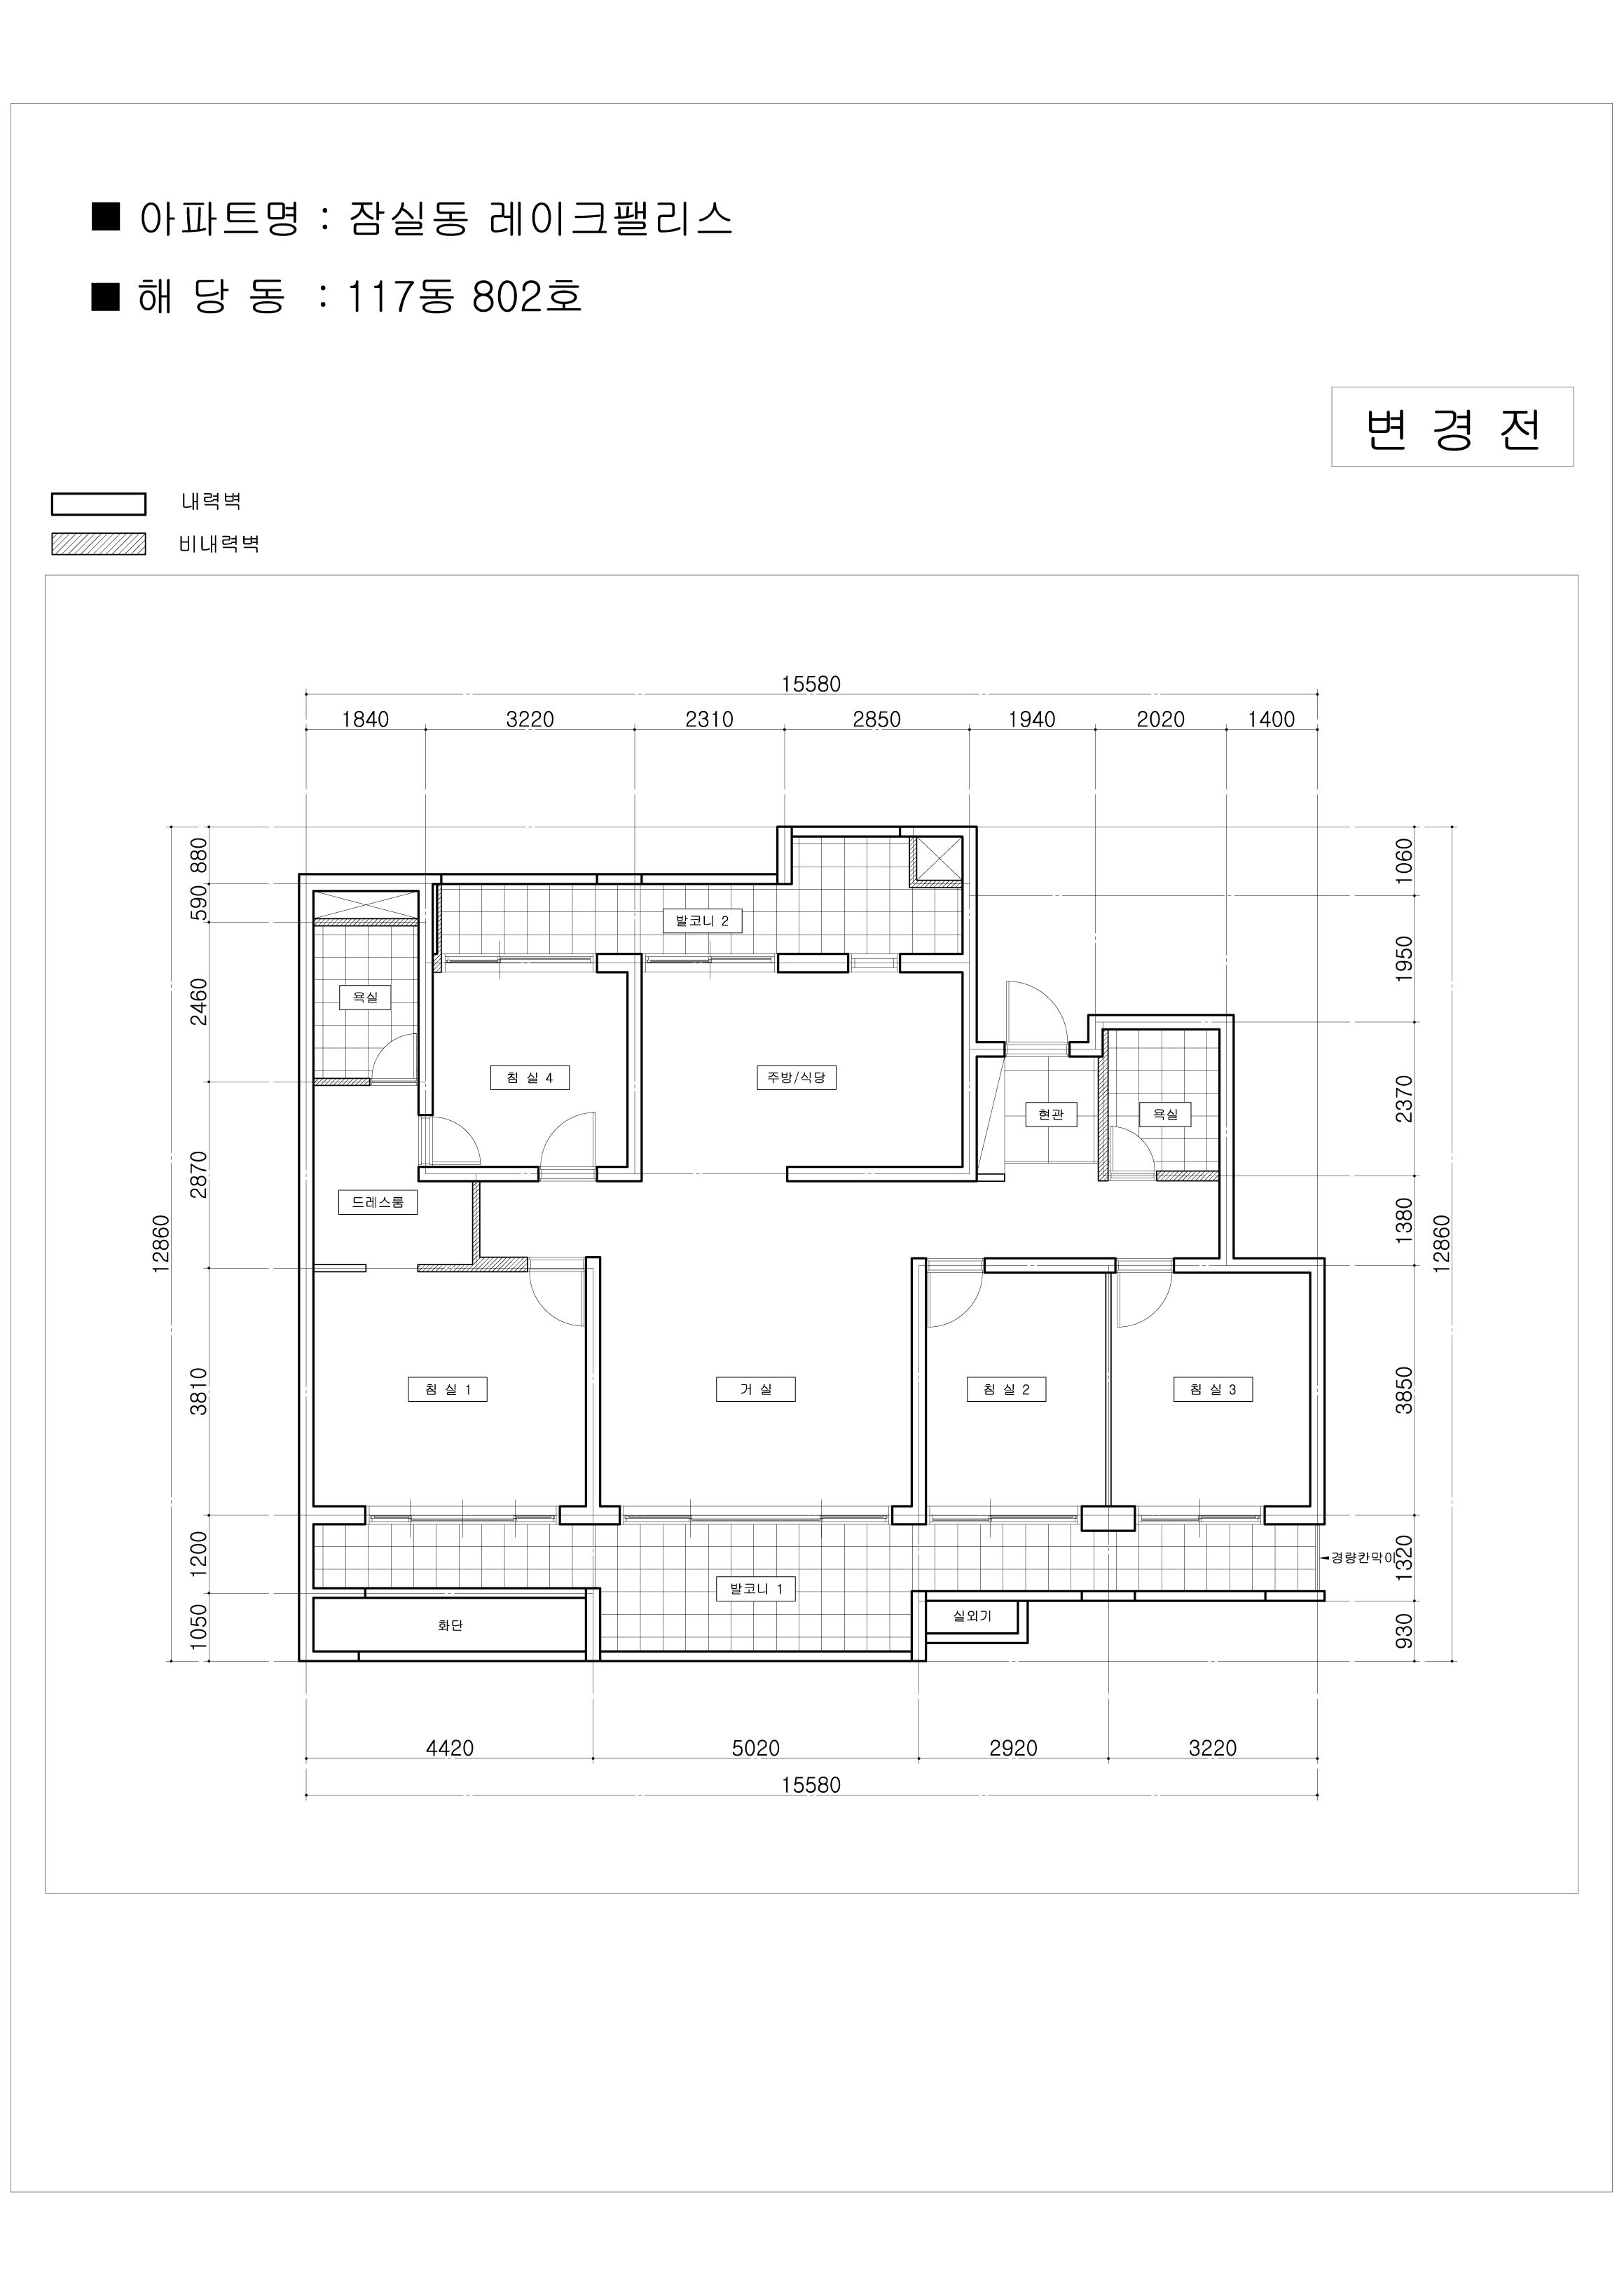 ■ 아파트명 : 잠실동 레이크팰리스
■ 해 당 동 : 117동 802호
변 경 전
내력벽
비내력벽
15580
1840 3220 2310 2850 1940 2020 1400
880
590
2460
2870
3810
1200
1050
12860
발코니 2
욕실
침 실 4
주방/식당
현관
욕실
드레스룸
침 실 1
거 실
침 실 2
침 실 3
발코니 1
화단
실외기
경량칸막이
1060
1950
2370
1380
3850
1320
930
12860
4420 5020 2920 3220
15580